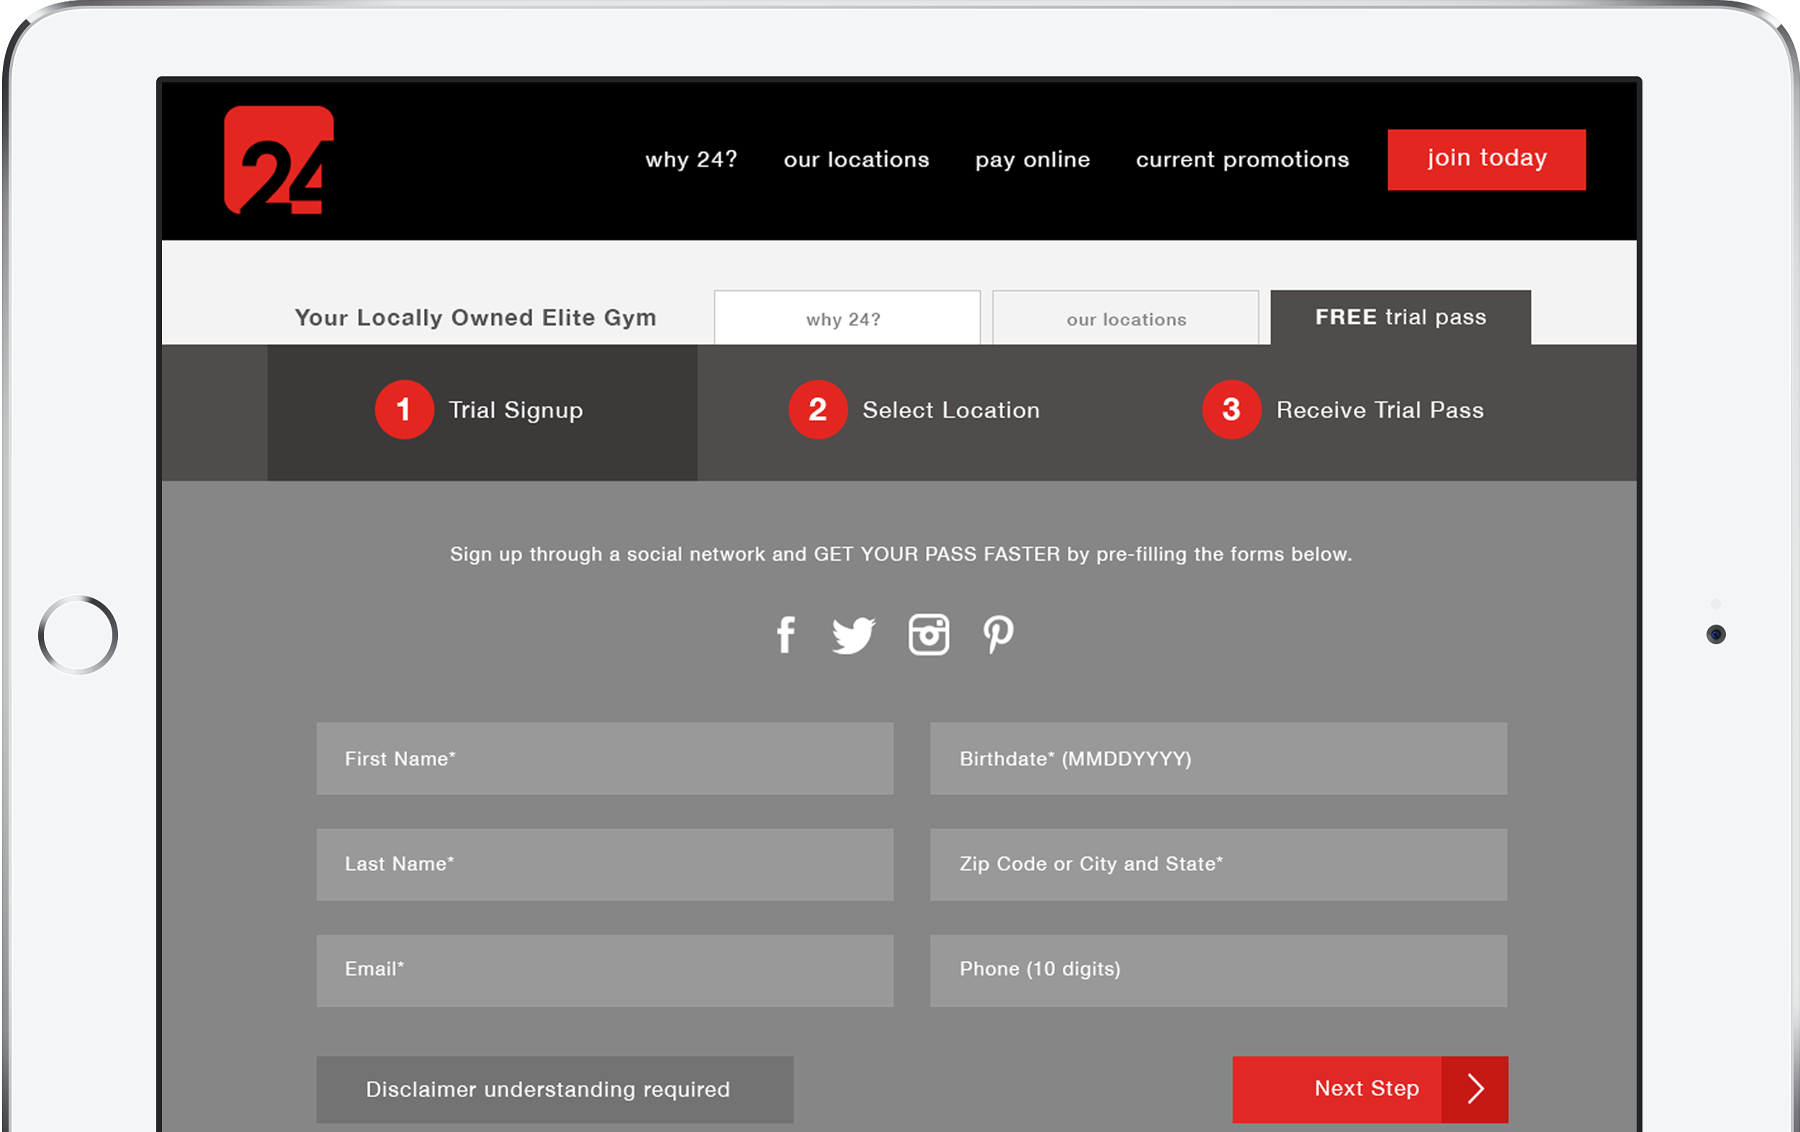 24
why 24?
our locations
pay online
current promotions
join today
Your Locally Owned Elite Gym
why 24?
our locations
FREE trial pass
1 Trial Signup
2 Select Location
3 Receive Trial Pass
Sign up through a social network and GET YOUR PASS FASTER by pre-filling the forms below.
First Name*
Birthdate* (MMDDYYYY)
Last Name*
Zip Code or City and State*
Email*
Phone (10 digits)
Disclaimer understanding required
Next Step